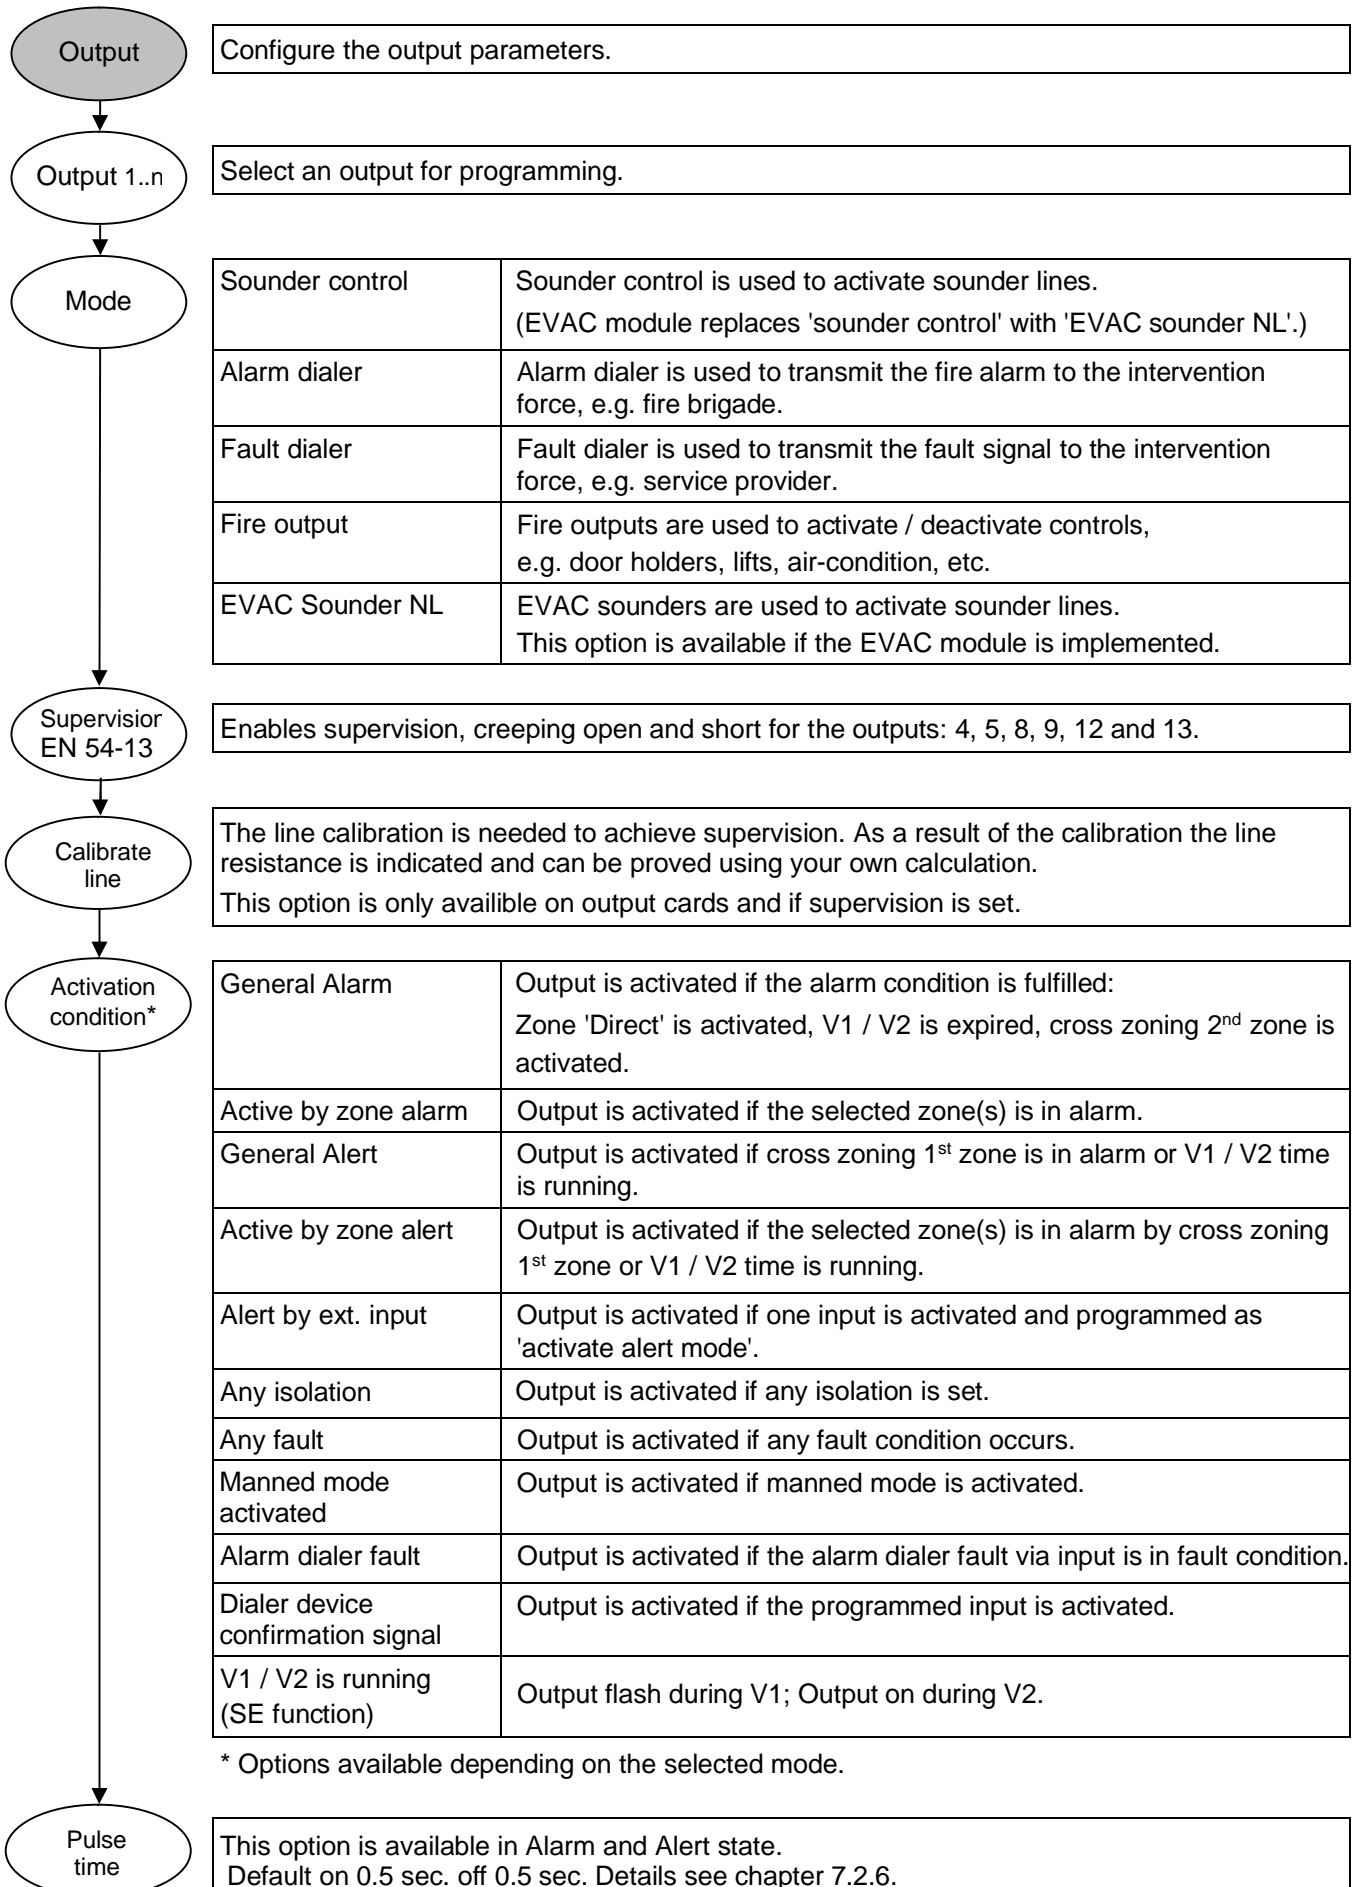 Output
Configure the output parameters.
Output 1..n
Select an output for programming.
Mode
Sounder control
Sounder control is used to activate sounder lines.
(EVAC module replaces 'sounder control' with 'EVAC sounder NL'.)
Alarm dialer
Alarm dialer is used to transmit the fire alarm to the intervention
force, e.g. fire brigade.
Fault dialer
Fault dialer is used to transmit the fault signal to the intervention
force, e.g. service provider.
Fire output
Fire outputs are used to activate / deactivate controls,
e.g. door holders, lifts, air-condition, etc.
EVAC Sounder NL
EVAC sounders are used to activate sounder lines.
This option is available if the EVAC module is implemented.
Supervision
EN 54-13
Enables supervision, creeping open and short for the outputs: 4, 5, 8, 9, 12 and 13.
Calibrate
line
The line calibration is needed to achieve supervision. As a result of the calibration the line
resistance is indicated and can be proved using your own calculation.
This option is only availible on output cards and if supervision is set.
Activation
condition*
General Alarm
Output is activated if the alarm condition is fulfilled:
Zone 'Direct' is activated, V1 / V2 is expired, cross zoning 2nd zone is
activated.
Active by zone alarm
Output is activated if the selected zone(s) is in alarm.
General Alert
Output is activated if cross zoning 1st zone is in alarm or V1 / V2 time
is running.
Active by zone alert
Output is activated if the selected zone(s) is in alarm by cross zoning
1st zone or V1 / V2 time is running.
Alert by ext. input
Output is activated if one input is activated and programmed as
'activate alert mode'.
Any isolation
Output is activated if any isolation is set.
Any fault
Output is activated if any fault condition occurs.
Manned mode
activated
Output is activated if manned mode is activated.
Alarm dialer fault
Output is activated if the alarm dialer fault via input is in fault condition.
Dialer device
confirmation signal
Output is activated if the programmed input is activated.
V1 / V2 is running
(SE function)
Output flash during V1; Output on during V2.
* Options available depending on the selected mode.
Pulse
time
This option is available in Alarm and Alert state.
Default on 0.5 sec. off 0.5 sec. Details see chapter 7.2.6.